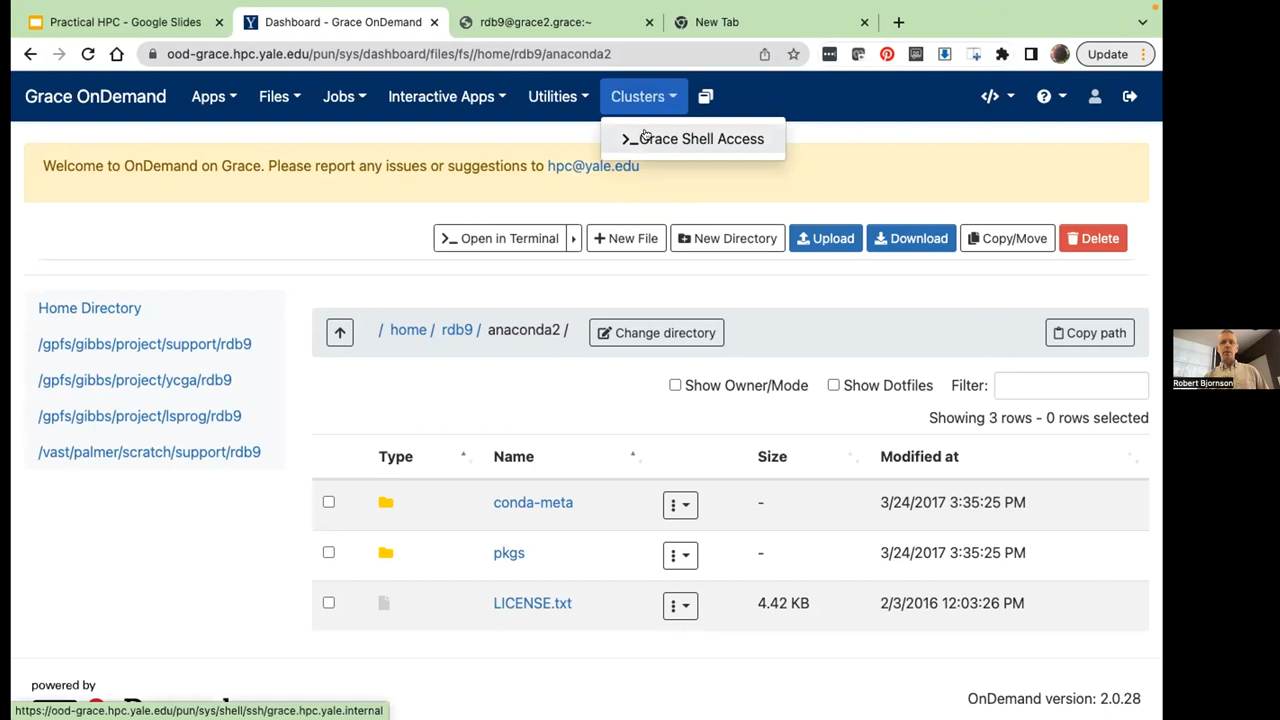 Practical HPC - Google Slides
Dashboard - Grace OnDemand
rdb9@grace2.grace:~
New Tab
ood-grace.hpc.yale.edu/pun/sys/dashboard/files/fs//home/rdb9/anaconda2
Update
Grace OnDemand
Apps
Files
Jobs
Interactive Apps
Utilities
Clusters
>_Grace Shell Access
Welcome to OnDemand on Grace. Please report any issues or suggestions to hpc@yale.edu
>_ Open in Terminal
+ New File
New Directory
Upload
Download
Copy/Move
Delete
Home Directory
/gpfs/gibbs/project/support/rdb9
/gpfs/gibbs/project/ycga/rdb9
/gpfs/gibbs/project/lsprog/rdb9
/vast/palmer/scratch/support/rdb9
/ home / rdb9 / anaconda2 /
Change directory
Copy path
Show Owner/Mode
Show Dotfiles
Filter:
Showing 3 rows - 0 rows selected
Type Name Size Modified at
conda-meta - 3/24/2017 3:35:25 PM
pkgs - 3/24/2017 3:35:25 PM
LICENSE.txt 4.42 KB 2/3/2016 12:03:26 PM
powered by
OnDemand version: 2.0.28
https://ood-grace.hpc.yale.edu/pun/sys/shell/ssh/grace.hpc.yale.internal
Robert Bjornson